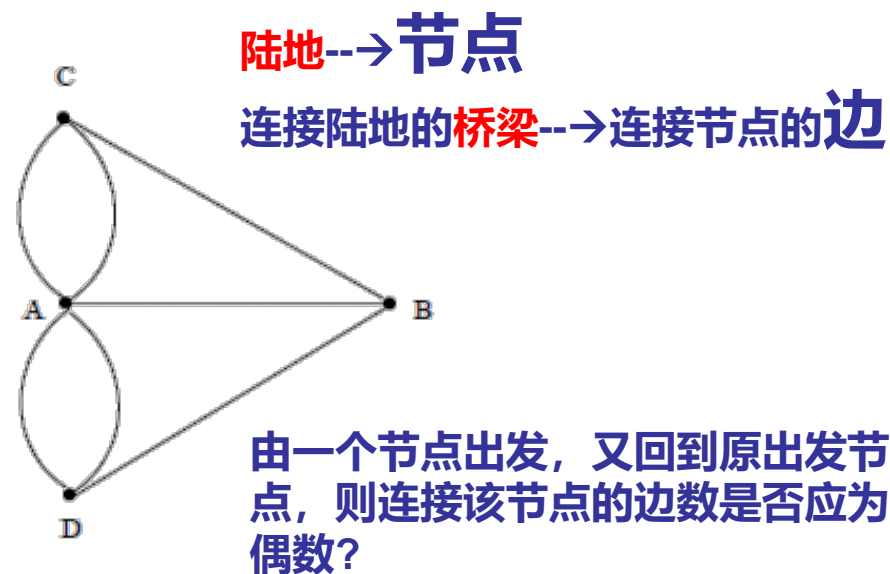 陆地--→节点
C
连接陆地的桥梁--→连接节点的边
A
B
由一个节点出发，又回到原出发节
点，则连接该节点的边数是否应为
偶数？
D